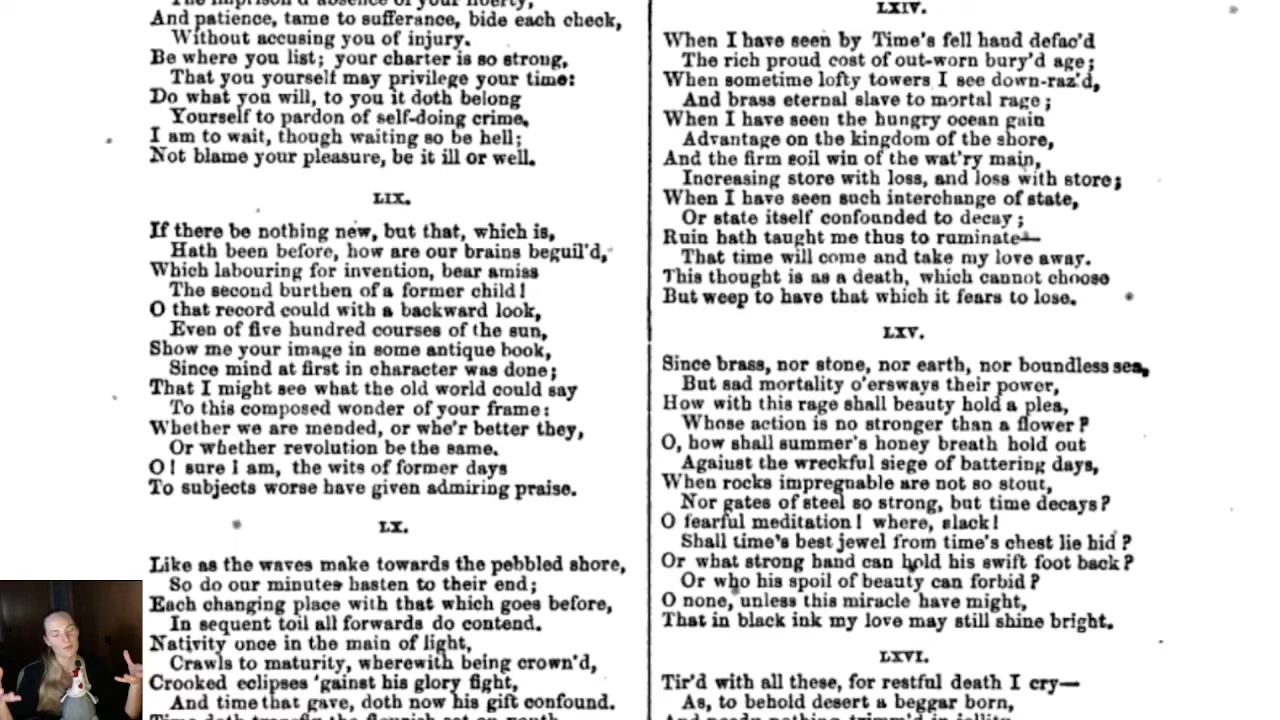 And patience, tame to sufferance, bide each check,
Without accusing you of injury.
Be where you list; your charter is so strong,
That you yourself may privilege your time:
Do what you will, to you it doth belong
Yourself to pardon of self-doing crime.
I am to wait, though waiting so be hell;
Not blame your pleasure, be it ill or well.
LIX.
If there be nothing new, but that, which is,
Hath been before, how are our brains beguil'd,
Which labouring for invention, bear amiss
The second burthen of a former child!
O that record could with a backward look,
Even of five hundred courses of the sun,
Show me your image in some antique book,
Since mind at first in character was done;
That I might see what the old world could say
To this composed wonder of your frame:
Whether we are mended, or whe'r better they,
Or whether revolution be the same.
O! sure I am, the wits of former days
To subjects worse have given admiring praise.
LX.
Like as the waves make towards the pebbled shore,
So do our minutes hasten to their end;
Each changing place with that which goes before,
In sequent toil all forwards do contend.
Nativity once in the main of light,
Crawls to maturity, wherewith being crown'd,
Crooked eclipses 'gainst his glory fight,
And time that gave, doth now his gift confound.
LXIV.
When I have seen by Time's fell hand defac'd
The rich proud cost of out-worn bury'd age;
When sometime lofty towers I see down-raz'd,
And brass eternal slave to mortal rage;
When I have seen the hungry ocean gain
Advantage on the kingdom of the shore,
And the firm soil win of the wat'ry main,
Increasing store with loss, and loss with store;
When I have seen such interchange of state,
Or state itself confounded to decay;
Ruin hath taught me thus to ruminate—
That time will come and take my love away.
This thought is as a death, which cannot choose
But weep to have that which it fears to lose.
LXV.
Since brass, nor stone, nor earth, nor boundless sea,
But sad mortality o'ersways their power,
How with this rage shall beauty hold a plea,
Whose action is no stronger than a flower?
O, how shall summer's honey breath hold out
Against the wreckful siege of battering days,
When rocks impregnable are not so stout,
Nor gates of steel so strong, but time decays?
O fearful meditation! where, alack!
Shall time's best jewel from time's chest lie hid?
Or what strong hand can hold his swift foot back?
Or who his spoil of beauty can forbid?
O none, unless this miracle have might,
That in black ink my love may still shine bright.
LXVI.
Tir'd with all these, for restful death I cry—
As, to behold desert a beggar born,